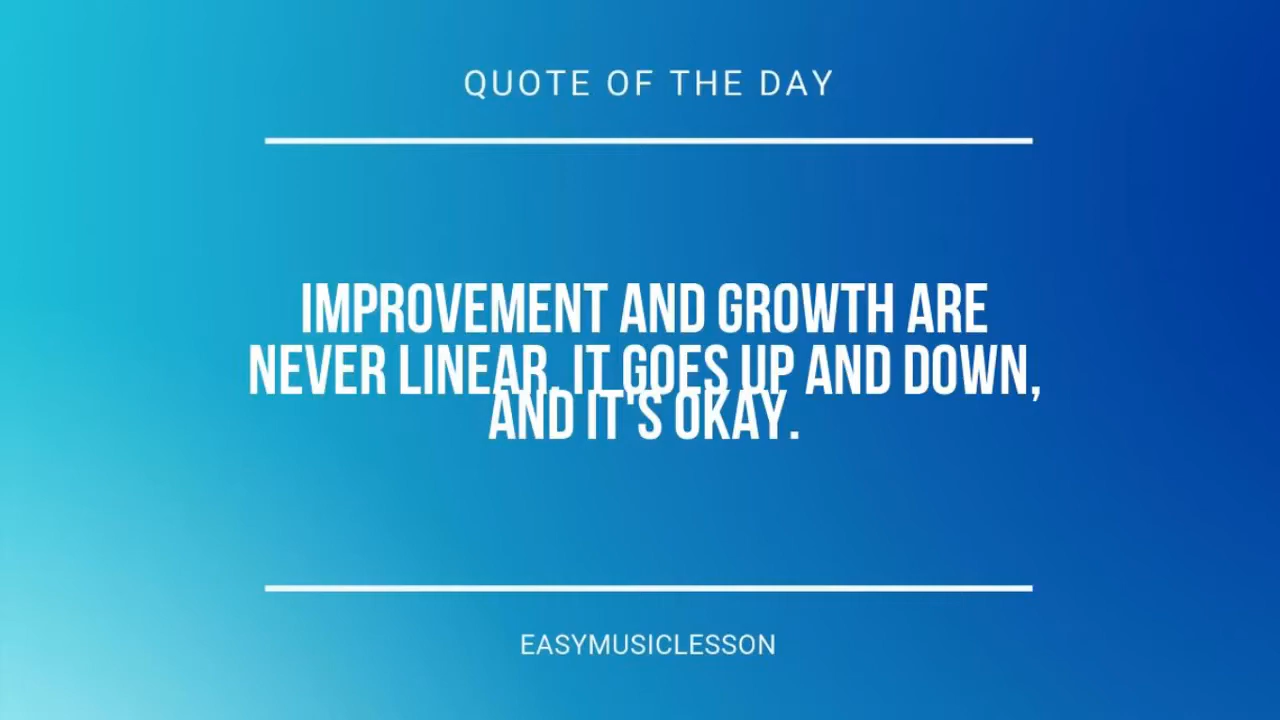 QUOTE OF THE DAY
IMPROVEMENT AND GROWTH ARE
NEVER LINEAR. IT GOES UP AND DOWN,
AND IT'S OKAY.
EASYMUSICLESSON